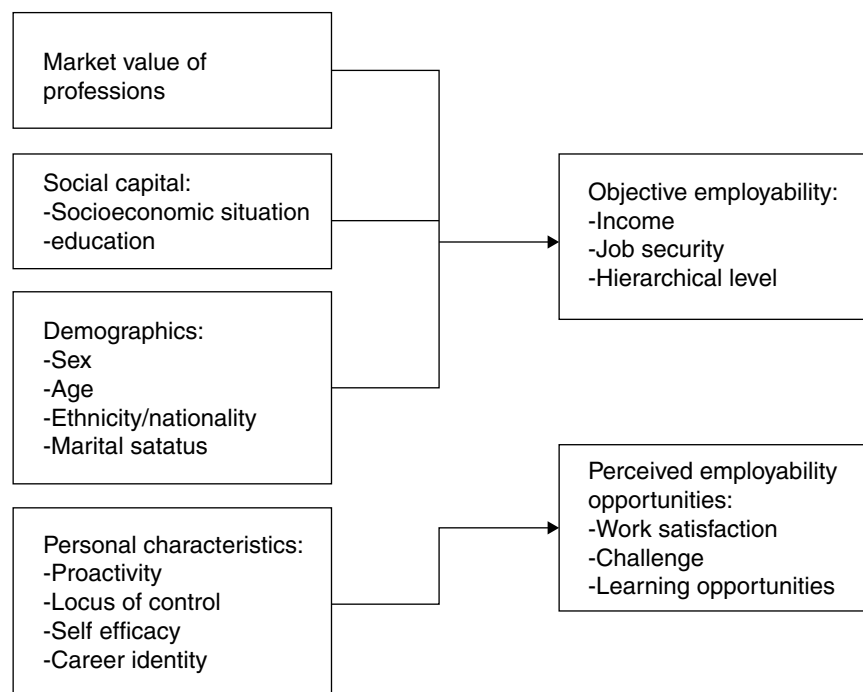 Market value of
professions
Social capital:
-Socioeconomic situation
-education
Demographics:
-Sex
-Age
-Ethnicity/nationality
-Marital satatus
Personal characteristics:
-Proactivity
-Locus of control
-Self efficacy
-Career identity
Objective employability:
-Income
-Job security
-Hierarchical level
Perceived employability
opportunities:
-Work satisfaction
-Challenge
-Learning opportunities